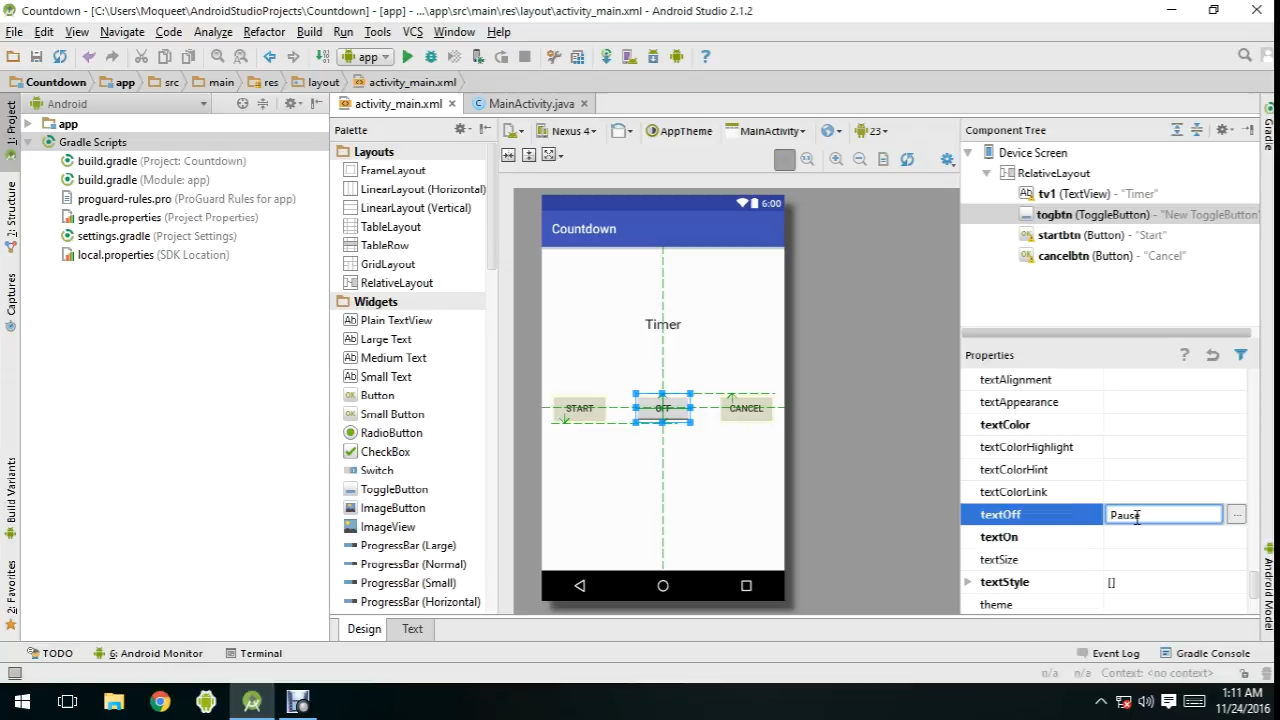 Countdown - [C:\Users\Moqueet\AndroidStudioProjects\Countdown] - [app] - ...\app\src\main\res\layout\activity_main.xml - Android Studio 2.1.2
File Edit View Navigate Code Analyze Refactor Build Run Tools VCS Window Help
app
Countdown app src main res layout activity_main.xml
1: Project
2: Structure
Captures
Build Variants
2: Favorites
Android
app
Gradle Scripts
build.gradle (Project: Countdown)
build.gradle (Module: app)
proguard-rules.pro (ProGuard Rules for app)
gradle.properties (Project Properties)
settings.gradle (Project Settings)
local.properties (SDK Location)
activity_main.xml MainActivity.java
Palette
Layouts
FrameLayout
LinearLayout (Horizontal)
LinearLayout (Vertical)
TableLayout
TableRow
GridLayout
RelativeLayout
Widgets
Plain TextView
Large Text
Medium Text
Small Text
Button
Small Button
RadioButton
CheckBox
Switch
ToggleButton
ImageButton
ImageView
ProgressBar (Large)
ProgressBar (Normal)
ProgressBar (Small)
ProgressBar (Horizontal)
Design Text
Nexus 4 AppTheme MainActivity 23
6:00
Countdown
Timer
START OFF CANCEL
Component Tree
Device Screen
RelativeLayout
tv1 (TextView) - "Timer"
togbtn (ToggleButton) - "New ToggleButton"
startbtn (Button) - "Start"
cancelbtn (Button) - "Cancel"
Properties
textAlignment
textAppearance
textColor
textColorHighlight
textColorHint
textColorLink
textOff Pause
textOn
textSize
textStyle []
theme
Gradle
Android Model
TODO 6: Android Monitor Terminal Event Log Gradle Console
n/a n/a Context: <no context>
1:11 AM
11/24/2016